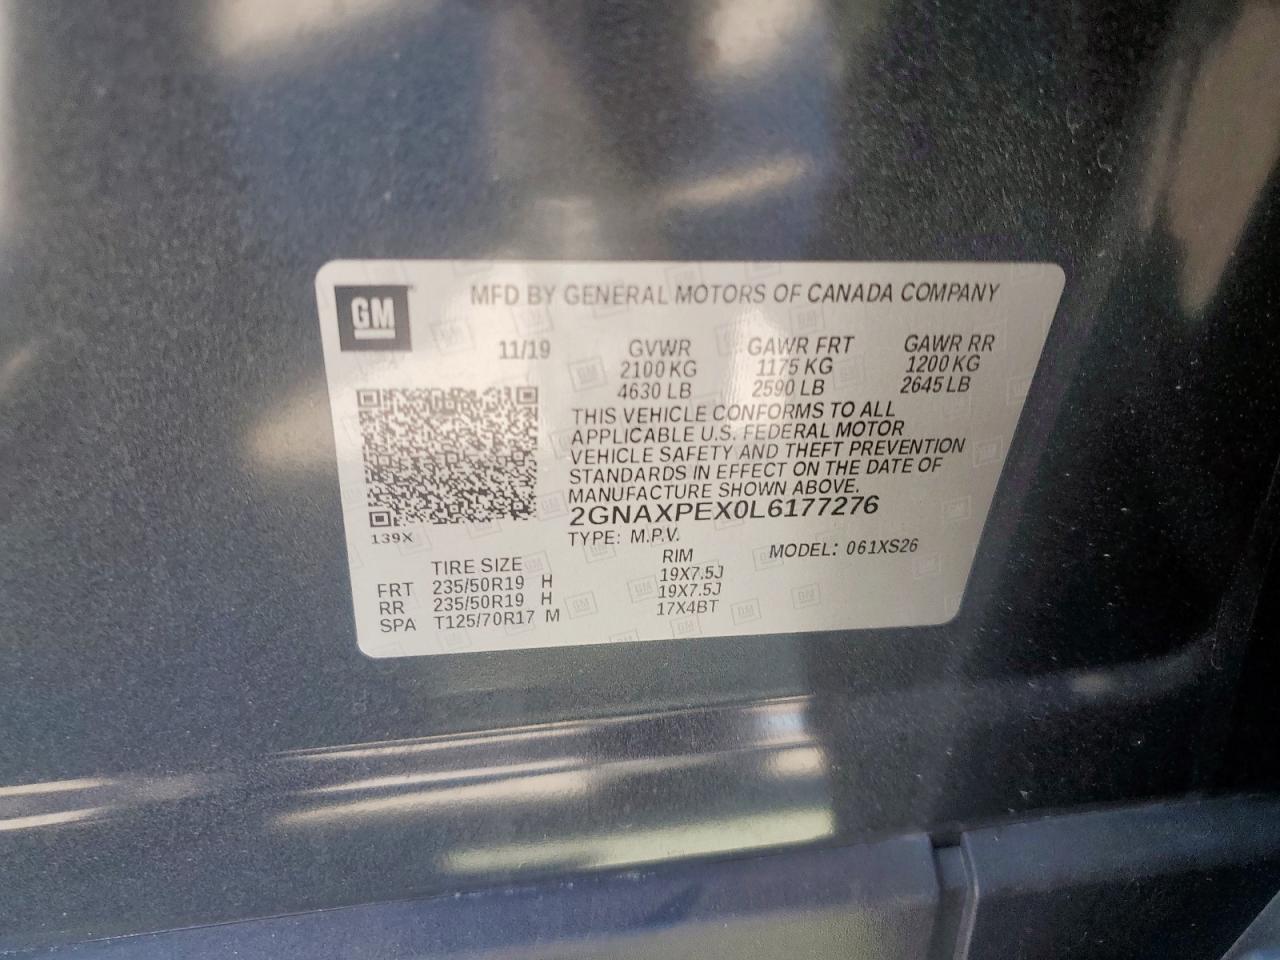 GM
MFD BY GENERAL MOTORS OF CANADA COMPANY
11/19 GVWR GAWR FRT GAWR RR
2100 KG 1175 KG 1200 KG
4630 LB 2590 LB 2645 LB
THIS VEHICLE CONFORMS TO ALL
APPLICABLE U.S. FEDERAL MOTOR
VEHICLE SAFETY AND THEFT PREVENTION
STANDARDS IN EFFECT ON THE DATE OF
MANUFACTURE SHOWN ABOVE.
2GNAXPEX0L6177276
139X
TYPE: M.P.V. MODEL: 061XS26
TIRE SIZE RIM
FRT 235/50R19 H 19X7.5J
RR 235/50R19 H 19X7.5J
SPA T125/70R17 M 17X4BT